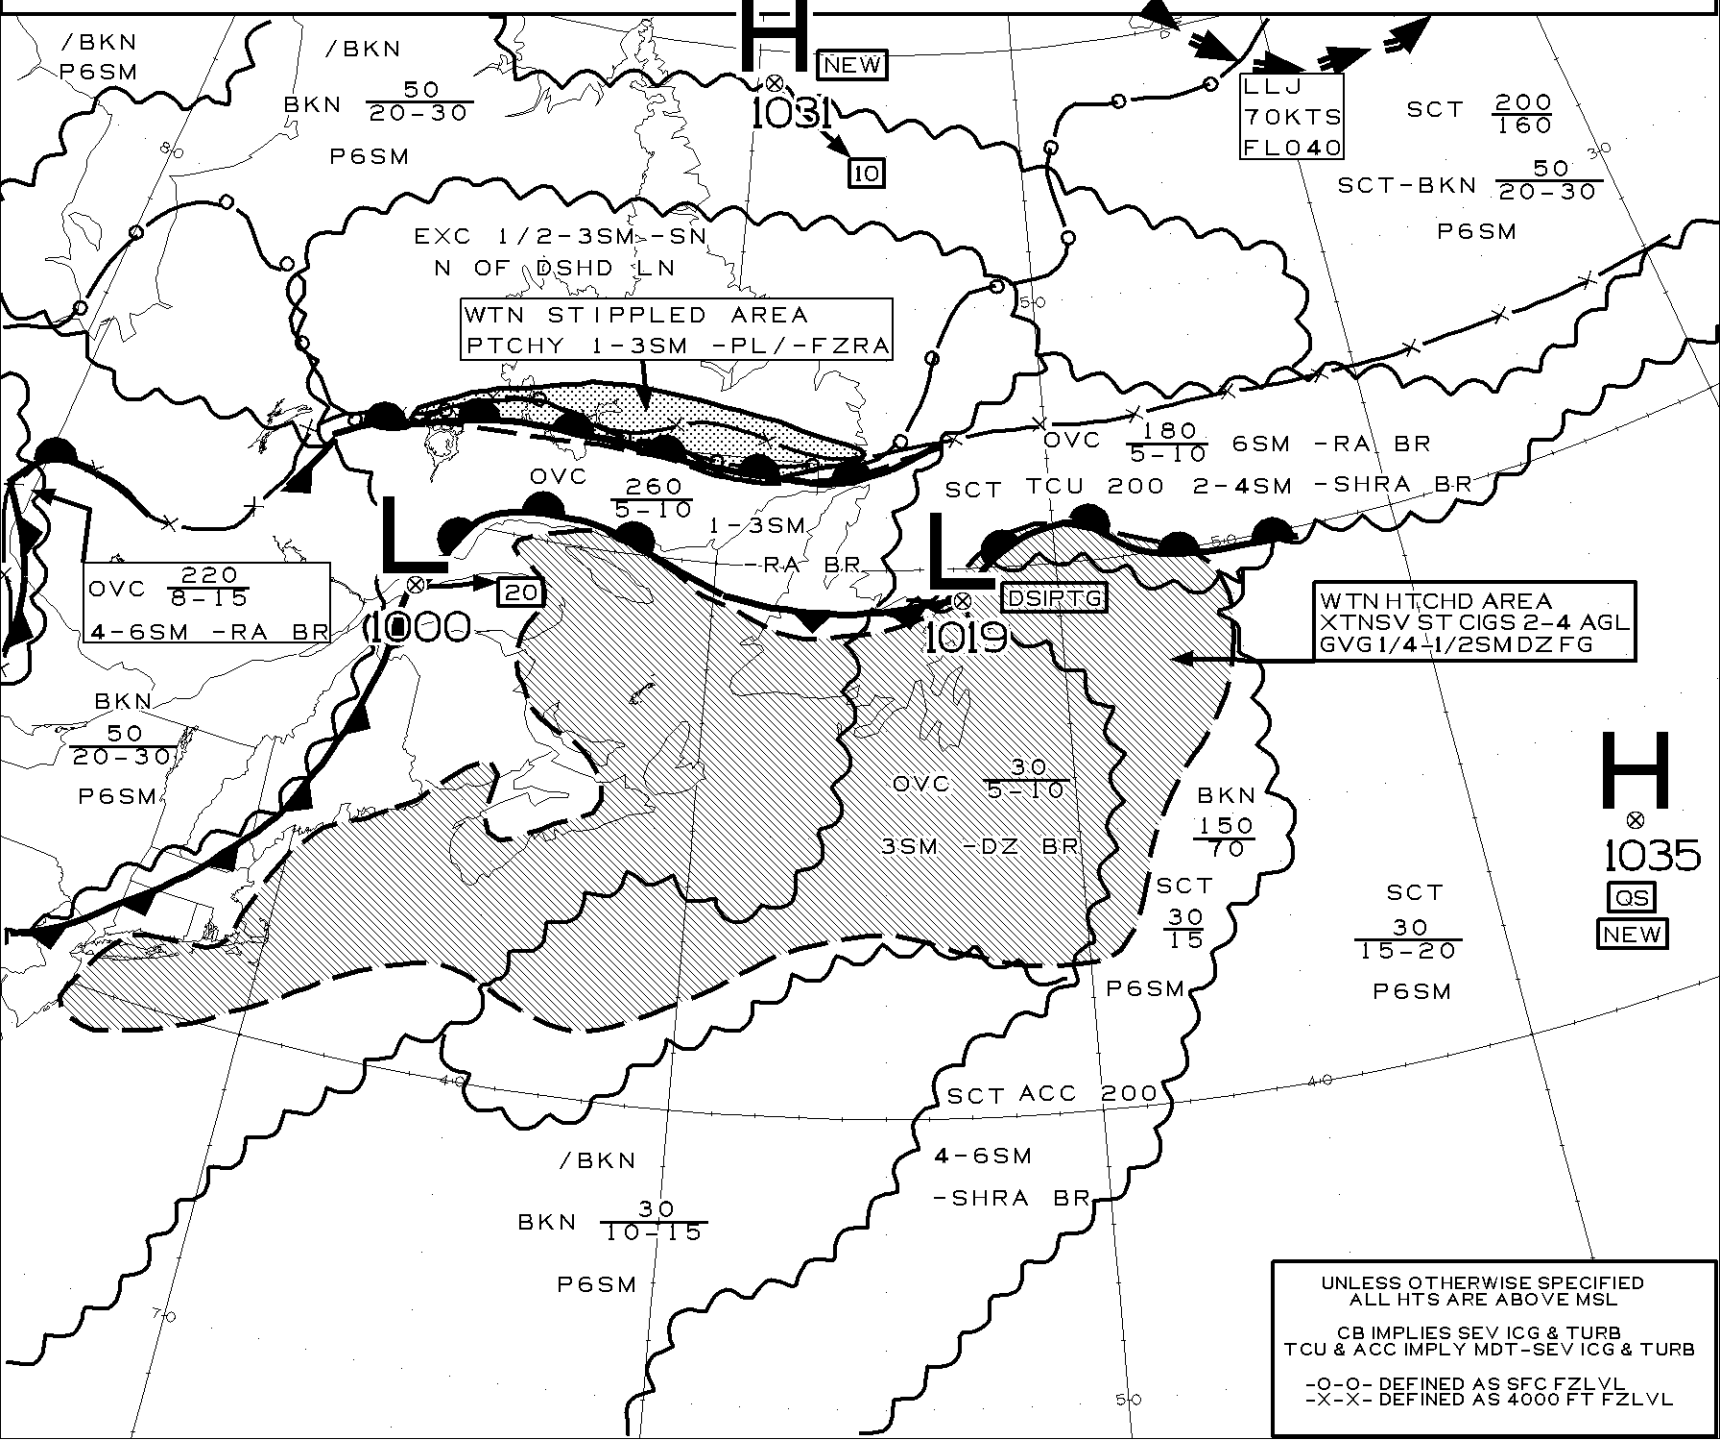 /BKN
P6SM
/BKN
BKN 50
20-30
P6SM
80
H
NEW
1031
10
LLJ
70KTS
FL040
SCT 200
160
SCT-BKN 50
20-30
P6SM
30
EXC 1/2-3SM -SN
N OF DSHD LN
WTN STIPPLED AREA
PTCHY 1-3SM -PL/-FZRA
50
OVC 180
5-10 6SM -RA BR
SCT TCU 200 2-4SM -SHRA BR
OVC 260
5-10
1-3SM
-RA BR
50
OVC 220
8-15
4-6SM -RA BR
L
1000
20
L
1019
DSIPTG
WTN HTCHD AREA
XTNSV ST CIGS 2-4 AGL
GVG 1/4-1/2SM DZ FG
BKN
50
20-30
P6SM
OVC 30
5-10
3SM -DZ BR
BKN
150
70
SCT
30
15
P6SM
SCT
30
15-20
P6SM
H
1035
QS
NEW
40
40
SCT ACC 200
4-6SM
-SHRA BR
/BKN
BKN 30
10-15
P6SM
70
50
UNLESS OTHERWISE SPECIFIED
ALL HTS ARE ABOVE MSL
CB IMPLIES SEV ICG & TURB
TCU & ACC IMPLY MDT-SEV ICG & TURB
-O-O- DEFINED AS SFC FZLVL
-X-X- DEFINED AS 4000 FT FZLVL